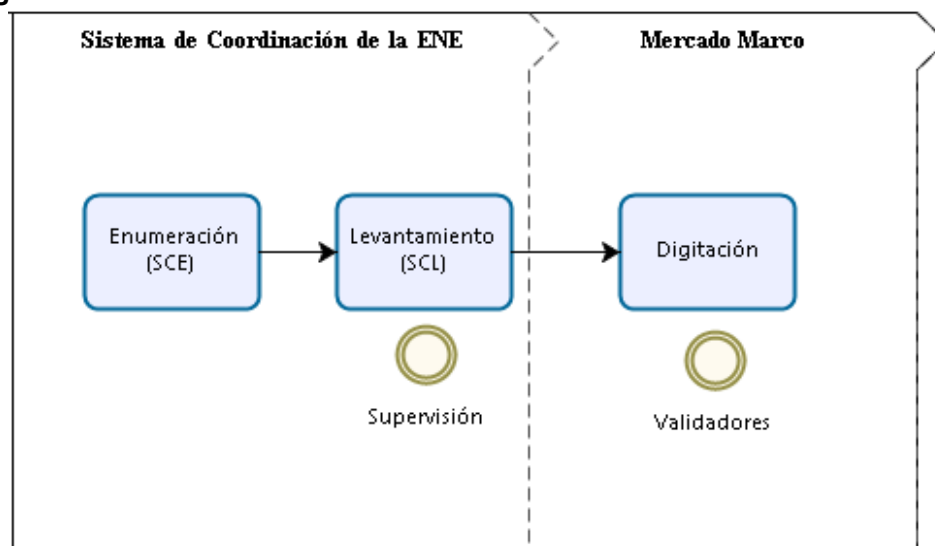 Sistema de Coordinación de la ENE
Mercado Marco
Enumeración
(SCE)
Levantamiento
(SCL)
Digitación
Supervisión
Validadores